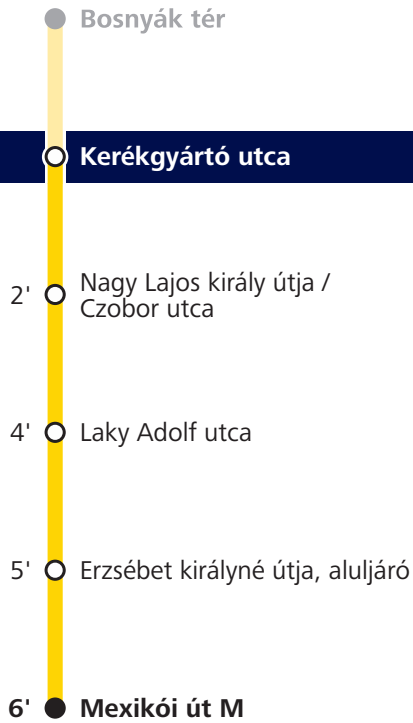 Bosnyák tér
Kerékgyártó utca
2' Nagy Lajos király útja /
Czobor utca
4' Laky Adolf utca
5' Erzsébet királyné útja, aluljáró
6' Mexikói út M